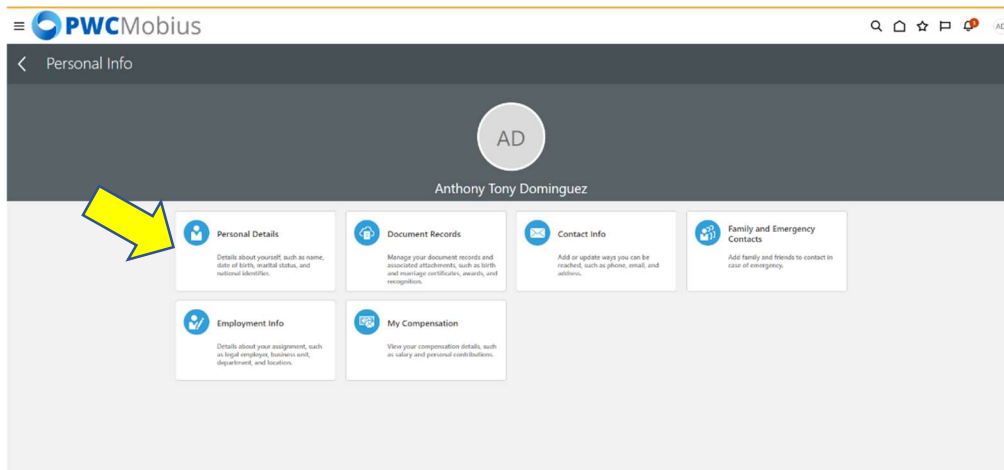 PWCMobius
1
AD
Personal Info
AD
Anthony Tony Dominguez
Personal Details
Details about yourself, such as name,
date of birth, marital status, and
national identifier.
Document Records
Manage your document records and
associated attachments, such as birth
and marriage certificates, awards, and
recognition.
Contact Info
Add or update ways you can be
reached, such as phone, email, and
address.
Family and Emergency
Contacts
Add family and friends to contact in
case of emergency.
Employment Info
Details about your assignment, such
as legal employer, business unit,
department, and location.
My Compensation
View your compensation details, such
as salary and personal contributions.